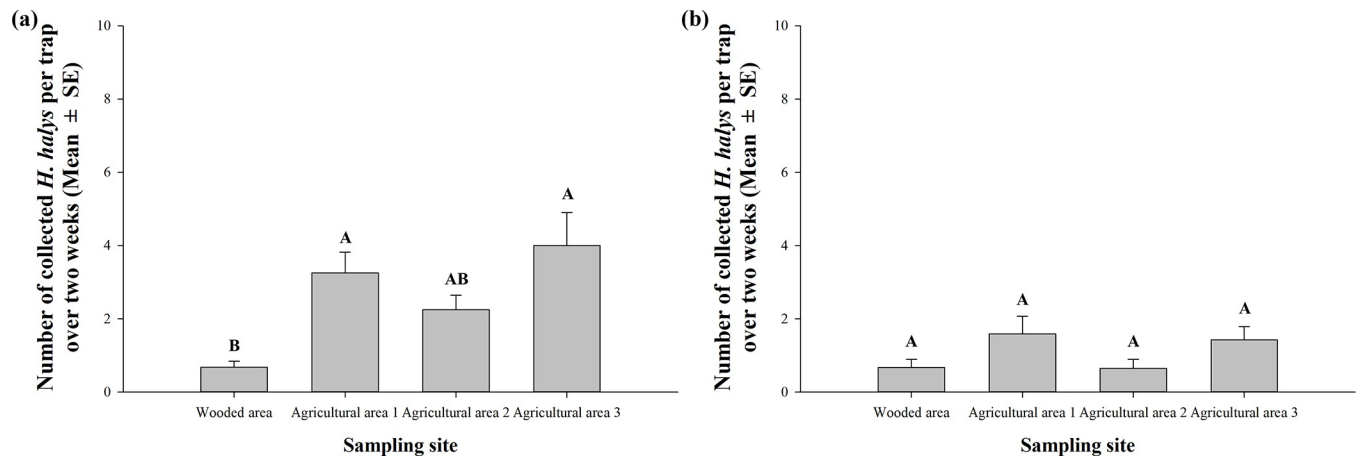 (a)
Number of collected H. halys per trap
over two weeks (Mean ± SE)
10
8
6
4
2
0
B
A
AB
A
Wooded area
Agricultural area 1
Agricultural area 2
Agricultural area 3
Sampling site
(b)
Number of collected H. halys per trap
over two weeks (Mean ± SE)
10
8
6
4
2
0
A
A
A
A
Wooded area
Agricultural area 1
Agricultural area 2
Agricultural area 3
Sampling site